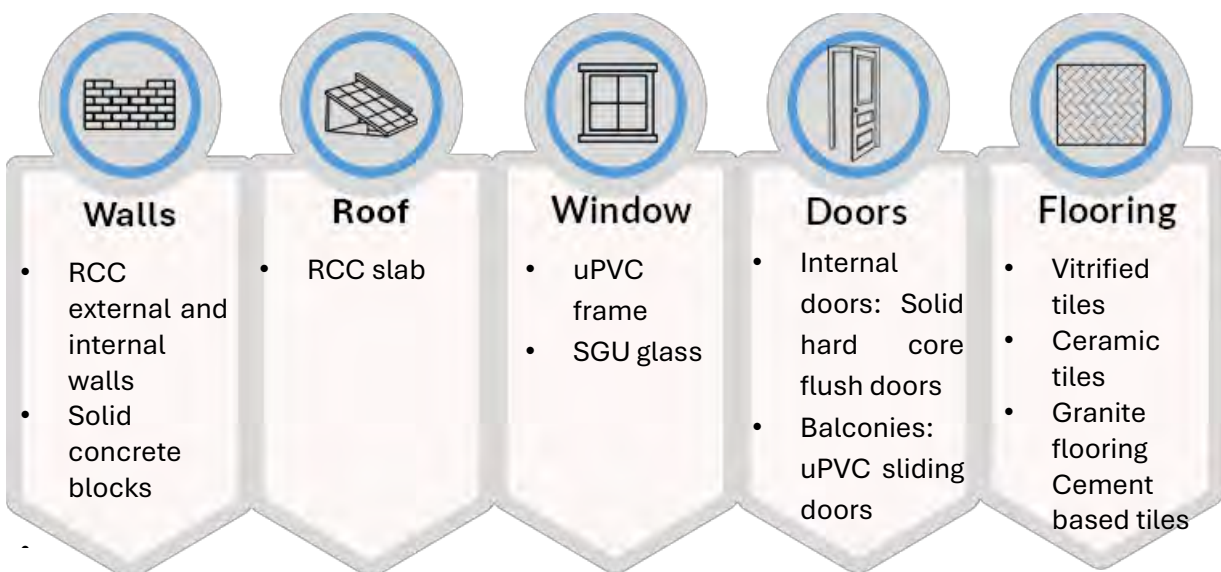 Walls
• RCC
external and
internal
walls
• Solid
concrete
blocks
•
Roof
• RCC slab
Window
• uPVC
frame
• SGU glass
Doors
• Internal
doors: Solid
hard core
flush doors
• Balconies:
uPVC sliding
doors
Flooring
• Vitrified
tiles
• Ceramic
tiles
• Granite
flooring
Cement
based tiles